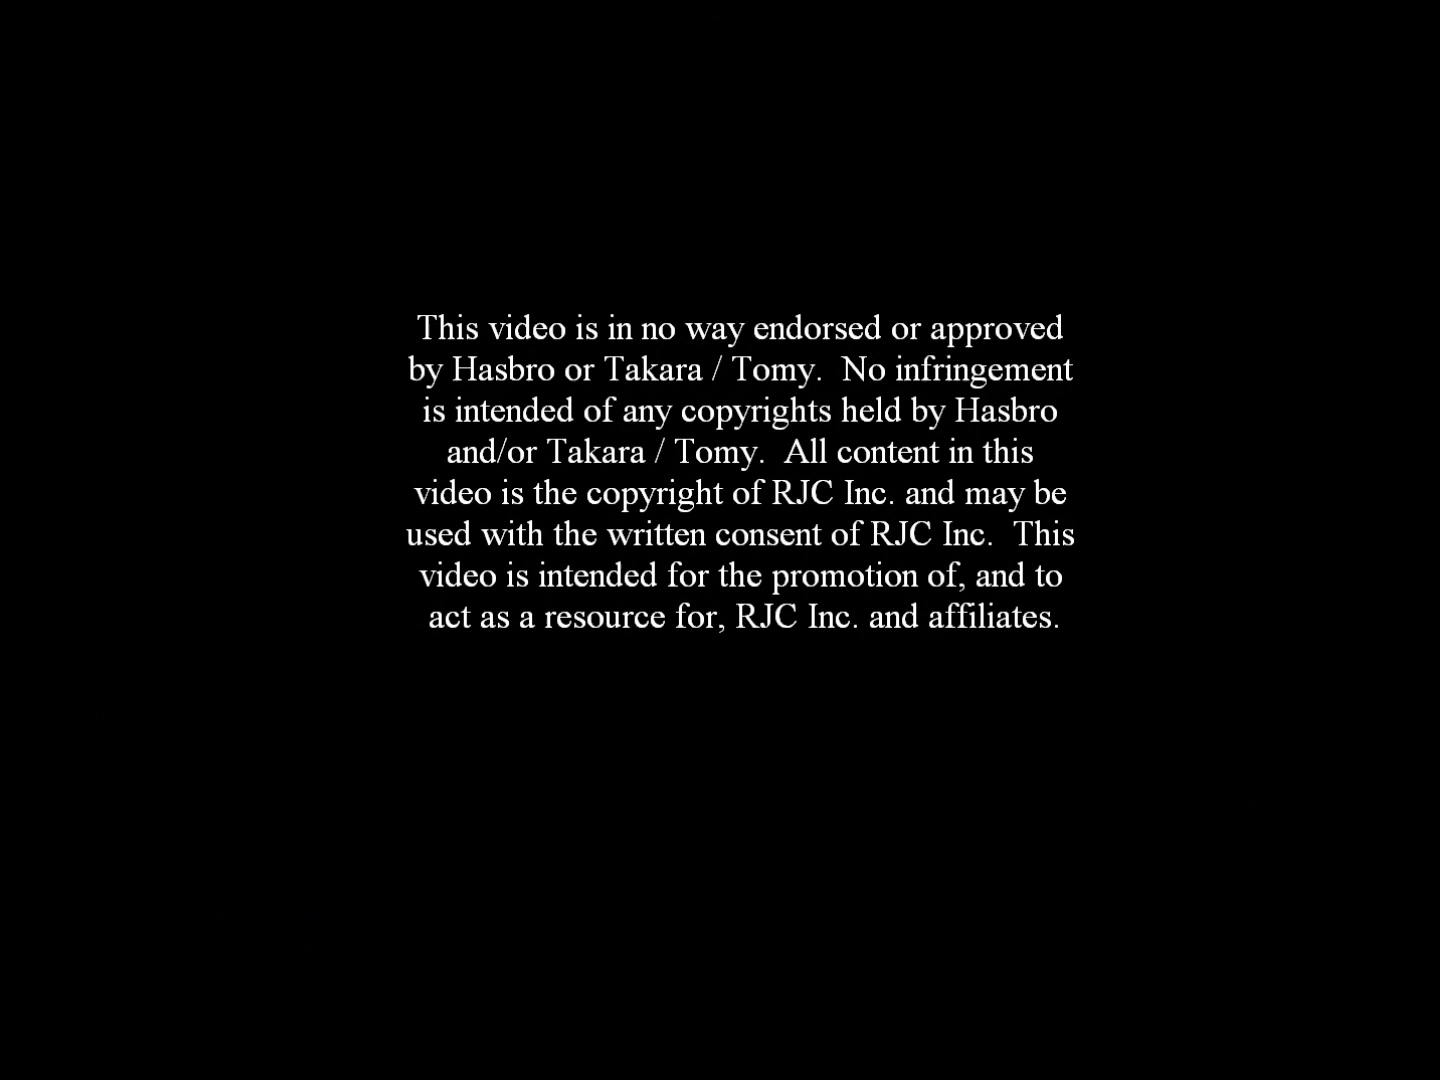 This video is in no way endorsed or approved
by Hasbro or Takara / Tomy.  No infringement
is intended of any copyrights held by Hasbro
and/or Takara / Tomy.  All content in this
video is the copyright of RJC Inc. and may be
used with the written consent of RJC Inc.  This
video is intended for the promotion of, and to
act as a resource for, RJC Inc. and affiliates.